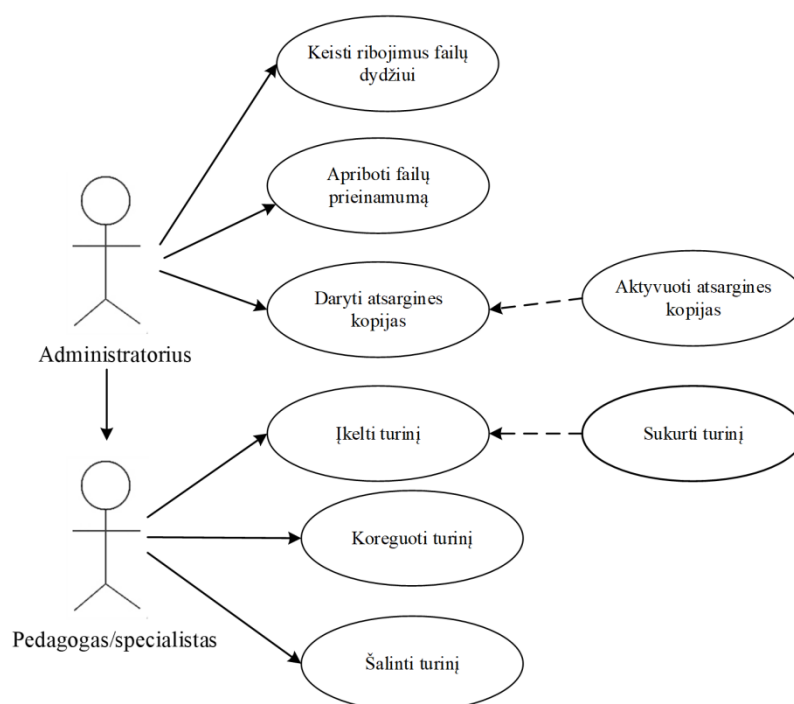 Keisti ribojimus failų
dydžiui
Apriboti failų
prieinamumą
Daryti atsargines
kopijas
Aktyvuoti atsargines
kopijas
Administratorius
Įkelti turinį
Sukurti turinį
Koreguoti turinį
Pedagogas/specialistas
Šalinti turinį